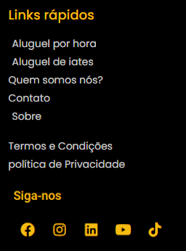 Links rápidos
Aluguel por hora
Aluguel de iates
Quem somos nós?
Contato
Sobre
Termos e Condições
política de Privacidade
Siga-nos